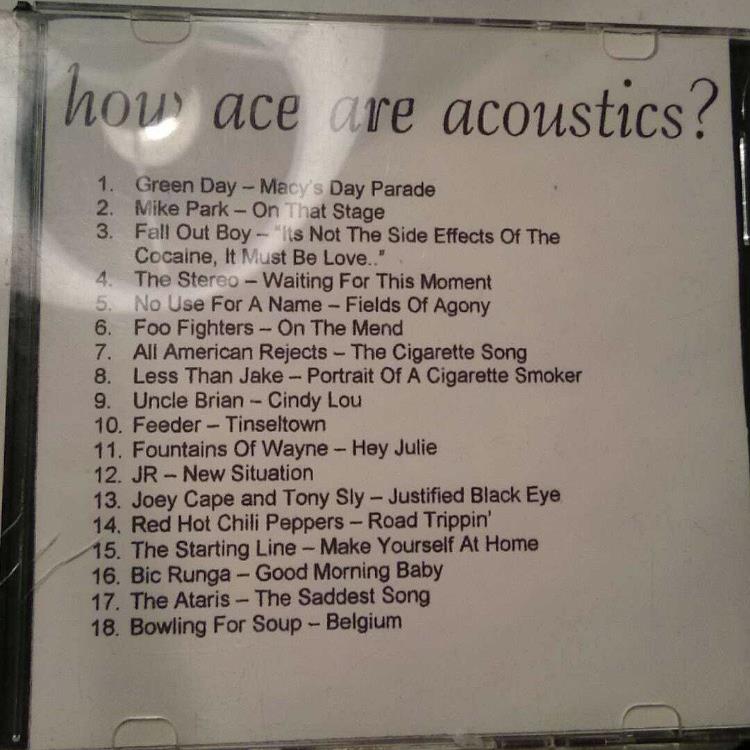 how ace are acoustics?
1. Green Day – Macy's Day Parade
2. Mike Park – On That Stage
3. Fall Out Boy – "Its Not The Side Effects Of The
Cocaine, It Must Be Love.."
4. The Stereo – Waiting For This Moment
5. No Use For A Name – Fields Of Agony
6. Foo Fighters – On The Mend
7. All American Rejects – The Cigarette Song
8. Less Than Jake – Portrait Of A Cigarette Smoker
9. Uncle Brian – Cindy Lou
10. Feeder – Tinseltown
11. Fountains Of Wayne – Hey Julie
12. JR – New Situation
13. Joey Cape and Tony Sly – Justified Black Eye
14. Red Hot Chili Peppers – Road Trippin'
15. The Starting Line – Make Yourself At Home
16. Bic Runga – Good Morning Baby
17. The Ataris – The Saddest Song
18. Bowling For Soup – Belgium